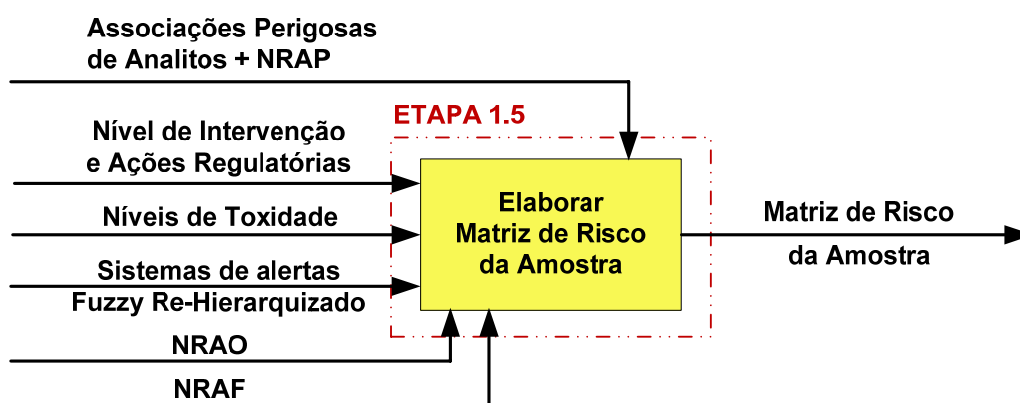 Associações Perigosas
de Analitos + NRAP
ETAPA 1.5
Nível de Intervenção
e Ações Regulatórias
Níveis de Toxidade
Sistemas de alertas
Fuzzy Re-Hierarquizado
NRAO
NRAF
Elaborar
Matriz de Risco
da Amostra
Matriz de Risco
da Amostra